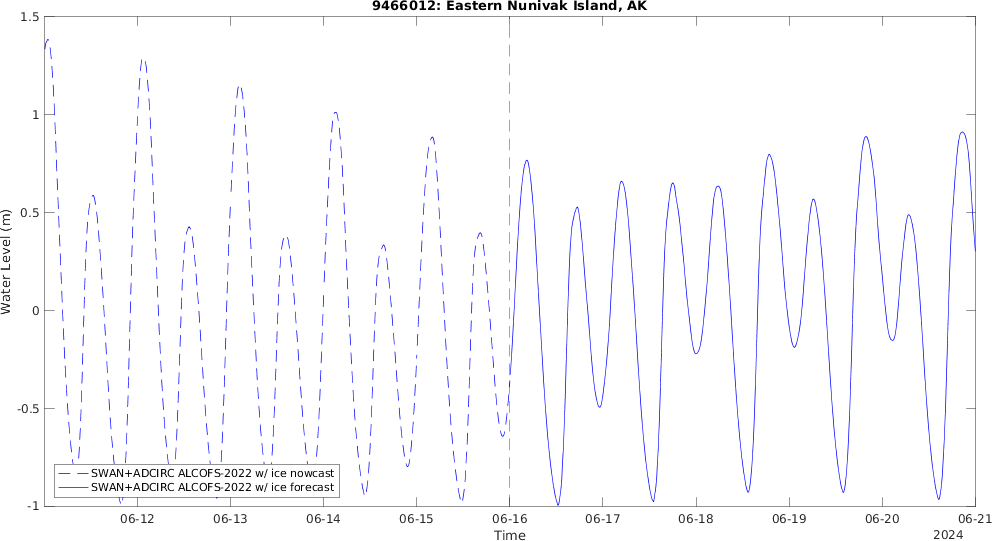 9466012: Eastern Nunivak Island, AK
1.5
1
0.5
0
-0.5
-1
Water Level (m)
SWAN+ADCIRC ALCOFS-2022 w/ ice nowcast
SWAN+ADCIRC ALCOFS-2022 w/ ice forecast
06-12 06-13 06-14 06-15 06-16 06-17 06-18 06-19 06-20 06-21
Time
2024